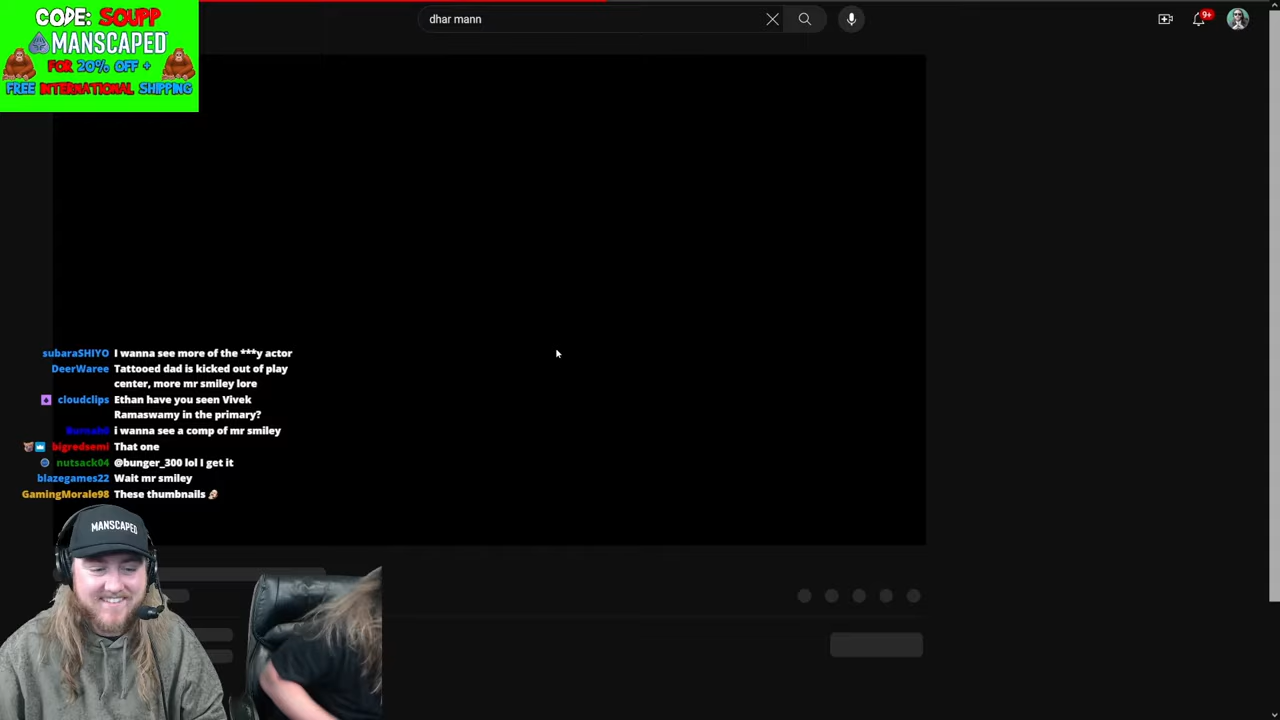 CODE: SOUPP
MANSCAPED
FOR 20% OFF +
FREE INTERNATIONAL SHIPPING
dhar mann
9+
subaraSHIYO I wanna see more of the ***y actor
DeerWaree Tattooed dad is kicked out of play
center, more mr smiley lore
cloudclips Ethan have you seen Vivek
Ramaswamy in the primary?
i wanna see a comp of mr smiley
bigredsemi That one
nutsack04 @bunger_300 lol I get it
blazegames22 Wait mr smiley
GamingMorale98 These thumbnails
MANSCAPED